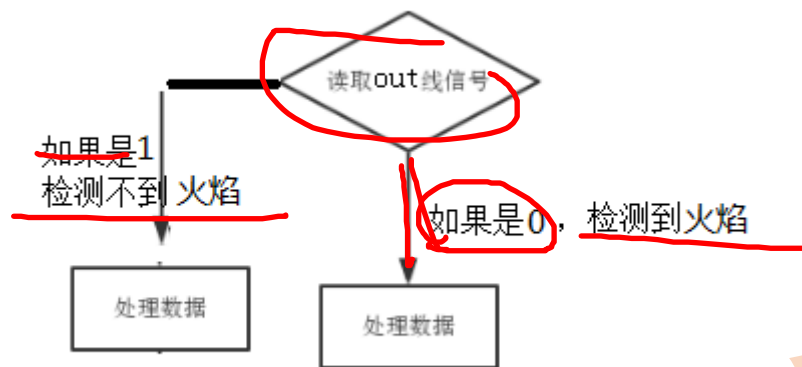 读取out线信号
如果是1
检测不到火焰
如果是0，检测到火焰
处理数据
处理数据